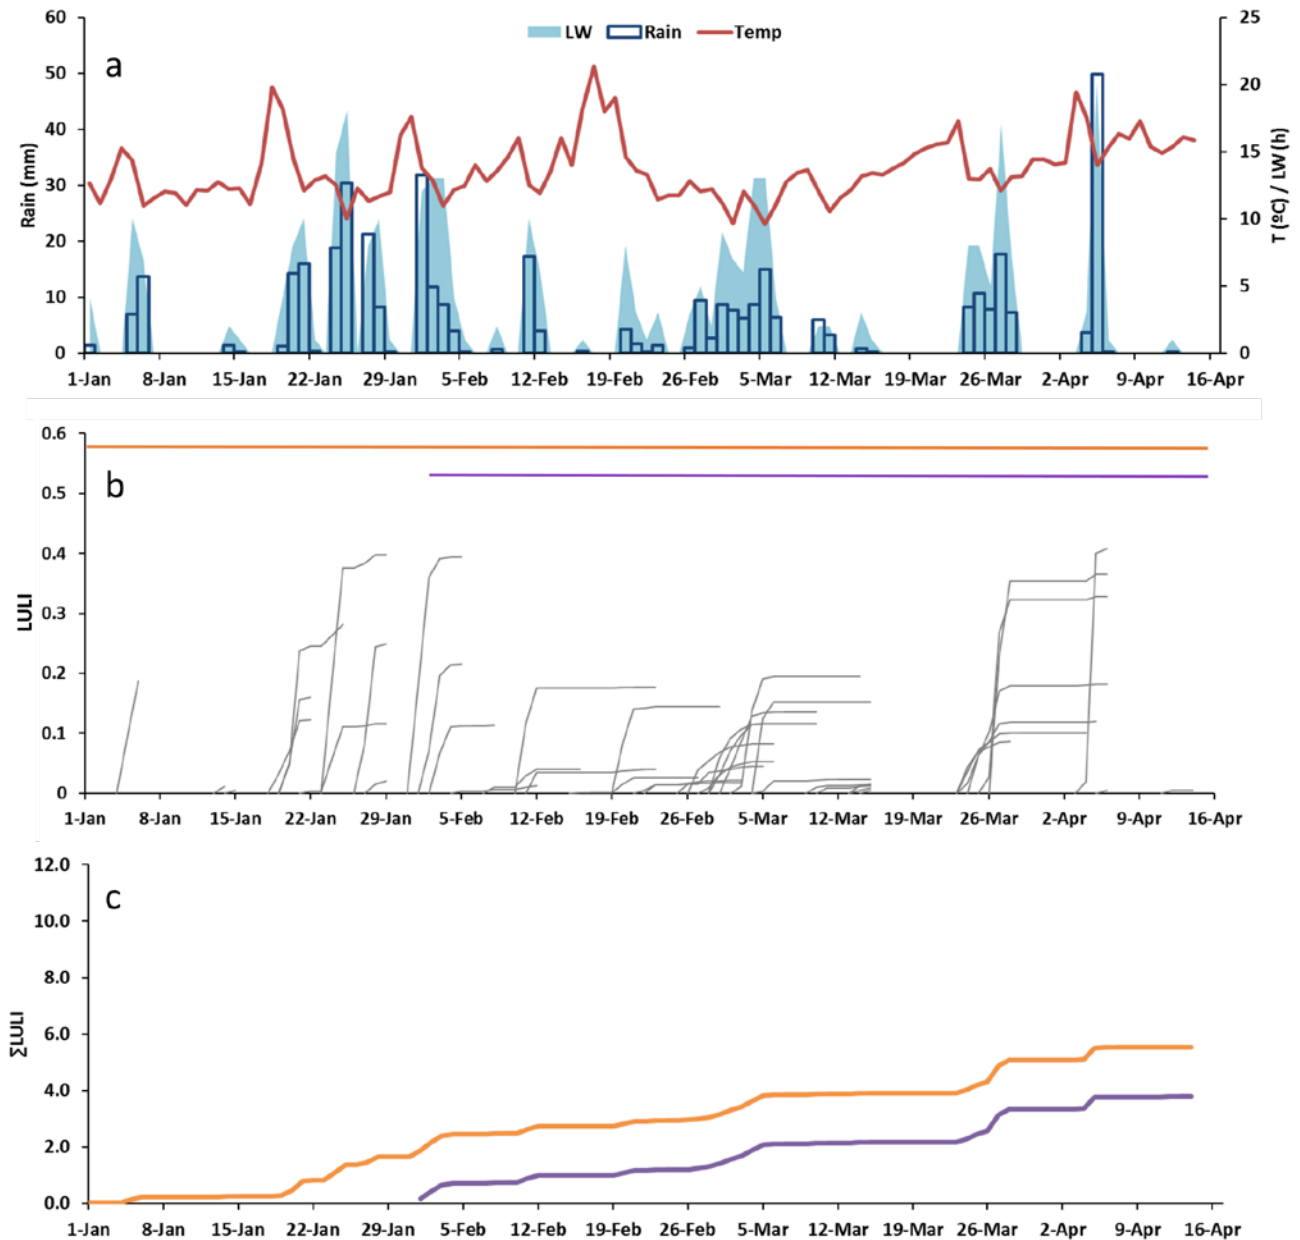 LW Rain Temp
a
Rain (mm)
60
50
40
30
20
10
0
25
20
15
10
5
0
T (ºC) / LW (h)
1-Jan 8-Jan 15-Jan 22-Jan 29-Jan 5-Feb 12-Feb 19-Feb 26-Feb 5-Mar 12-Mar 19-Mar 26-Mar 2-Apr 9-Apr 16-Apr
b
LULI
0.6
0.5
0.4
0.3
0.2
0.1
0
1-Jan 8-Jan 15-Jan 22-Jan 29-Jan 5-Feb 12-Feb 19-Feb 26-Feb 5-Mar 12-Mar 19-Mar 26-Mar 2-Apr 9-Apr 16-Apr
c
∑LULI
12.0
10.0
8.0
6.0
4.0
2.0
0.0
1-Jan 8-Jan 15-Jan 22-Jan 29-Jan 5-Feb 12-Feb 19-Feb 26-Feb 5-Mar 12-Mar 19-Mar 26-Mar 2-Apr 9-Apr 16-Apr